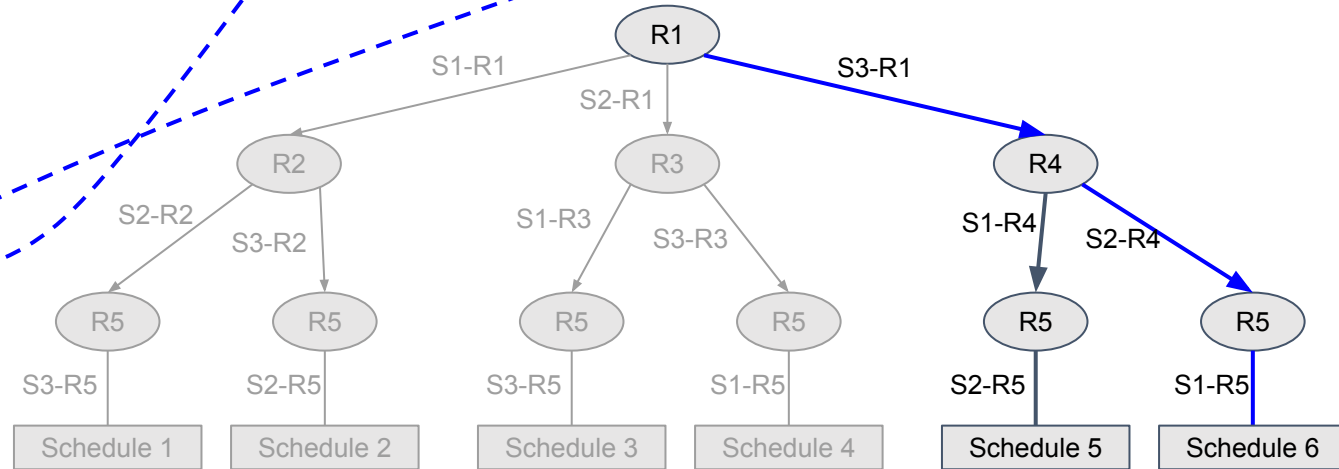 R1
S1-R1
S2-R1
S3-R1
R2
R3
R4
S2-R2
S3-R2
S1-R3
S3-R3
S1-R4
S2-R4
R5
R5
R5
R5
R5
R5
S3-R5
S2-R5
S3-R5
S1-R5
S2-R5
S1-R5
Schedule 1
Schedule 2
Schedule 3
Schedule 4
Schedule 5
Schedule 6